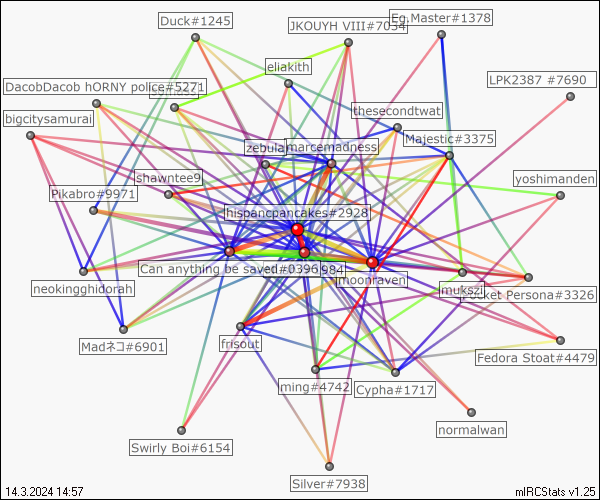 Duck#1245
JKOUYH VIII#7034
Eg.Master#1378
eliakith
LPK2387 #7690
DacobDacob hORNY police#5271
thesecondtwat
bigcitysamurai
Majestic#3375
zebula
marcemadness
shawntee9
yoshimanden
Pikabro#9971
hispancpancakes#2928
Can anything be saved#0396
984
moonraven
neokingghidorah
mukszi
Pocket Persona#3326
Madネコ#6901
frisout
Fedora Stoat#4479
ming#4742
Cypha#1717
normalwan
Swirly Boi#6154
Silver#7938
14.3.2024 14:57
mIRCStats v1.25